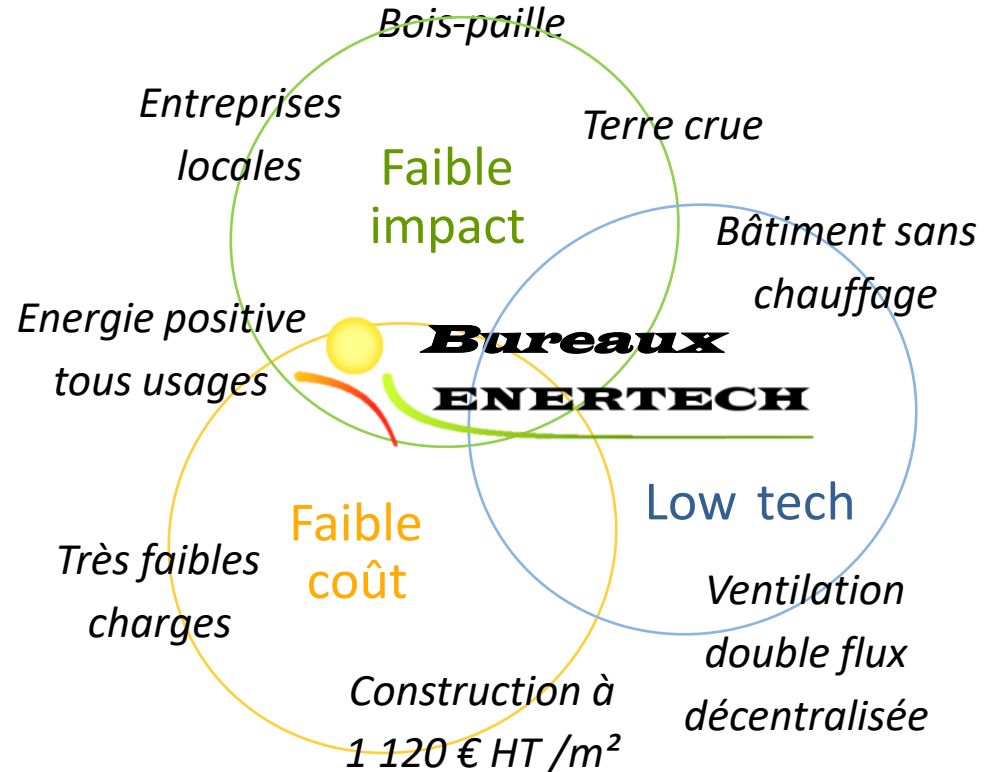 Bois-paille
Entreprises
locales
Terre crue
Faible
impact
Bâtiment sans
chauffage
Energie positive
tous usages
Bureaux
ENERTECH
Low tech
Faible
coût
Très faibles
charges
Ventilation
double flux
décentralisée
Construction à
1 120 € HT /m²